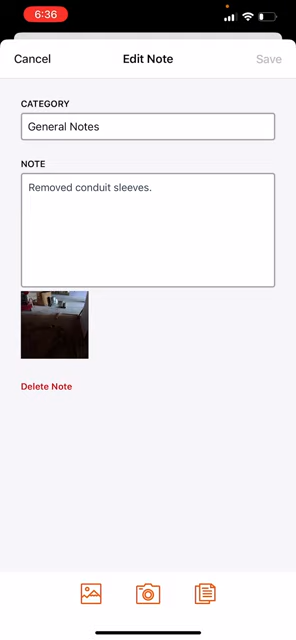 6:36
Cancel Edit Note Save
CATEGORY
General Notes
NOTE
Removed conduit sleeves.
Delete Note